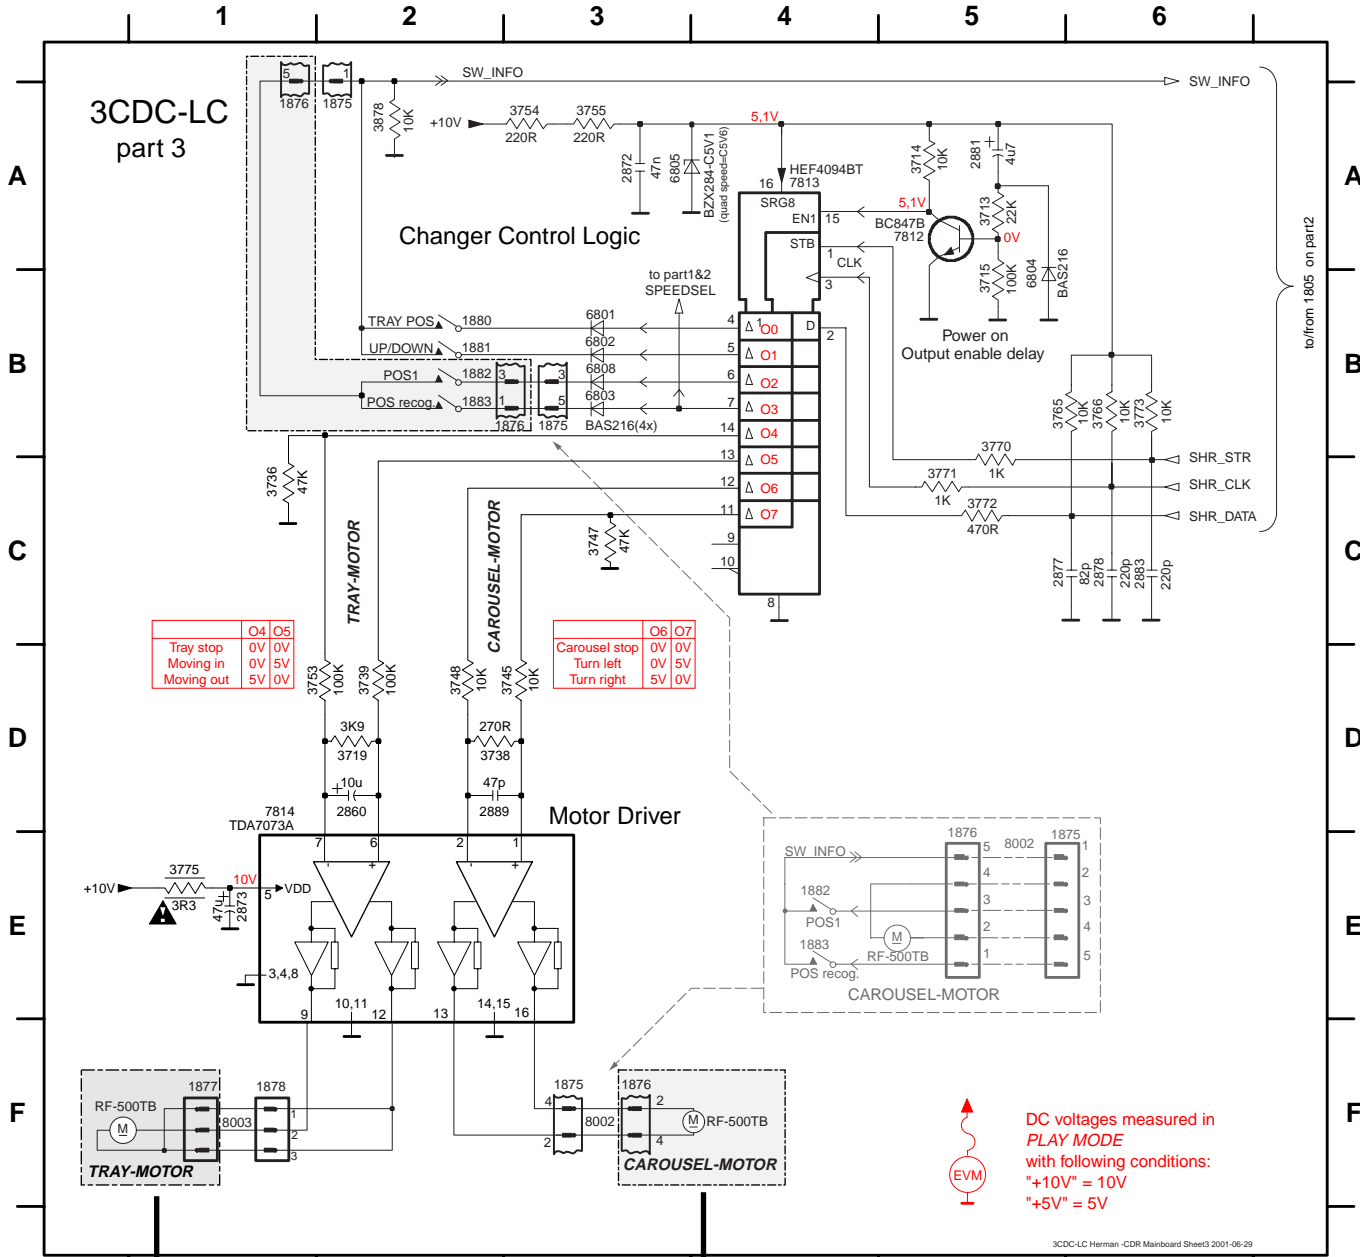 1 2 3 4 5 6
3CDC-LC
part 3
5 1
1876 1875
SW_INFO
SW_INFO
3878
10K
+10V
3754
220R
3755
220R
2872
47n
6805
BZX284-C5V1
(quad speed=C5V6)
5,1V
HEF4094BT
7813
16
SRG8
EN1
15
STB
1
CLK
3
3714
10K
5,1V
BC847B
7812
2881
4u7
3713
22K
0V
3715
100K
6804
BAS216
A A
Changer Control Logic
to part1&2
SPEEDSEL
Power on
Output enable delay
to/from 1805 on part2
TRAY POS 1880
6801
4 1 O0 D 2
UP/DOWN 1881
6802
5 O1
POS1 1882 3 3
6808
6 O2
POS recog. 1883 1 5
6803
7 O3
1876 1875
BAS216(4x)
14 O4
13 O5
12 O6
11 O7
9
10
8
B B
3765
10K
3766
10K
3773
10K
3770
1K
SHR_STR
3771
1K
SHR_CLK
3772
470R
SHR_DATA
3736
47K
3747
47K
C C
2877
82p
2878
220p
2883
220p
TRAY-MOTOR
CAROUSEL-MOTOR
O4 O5
Tray stop 0V 0V
Moving in 0V 5V
Moving out 5V 0V
O6 O7
Carousel stop 0V 0V
Turn left 0V 5V
Turn right 5V 0V
3753
100K
3739
100K
3748
10K
3745
10K
D D
3K9
3719
270R
3738
+ 10u
2860
47p
2889
Motor Driver
7814
TDA7073A
7 6 2 1
- + - +
+10V
3775
3R3
10V
5 VDD
47u
+
2873
3,4,8
10,11
14,15
9 12 13 16
E E
1876 8002 1875
SW INFO 5 1
4 2
1882
POS1
3 3
M
RF-500TB
2 4
1883
POS recog.
1 5
CAROUSEL-MOTOR
F F
1877 1878
RF-500TB
M
8003
1
2
3
TRAY-MOTOR
1875 1876
4 2
8002
2 4
M RF-500TB
CAROUSEL-MOTOR
EVM
DC voltages measured in
PLAY MODE
with following conditions:
"+10V" = 10V
"+5V" = 5V
3CDC-LC Herman -CDR Mainboard Sheet3 2001-06-29